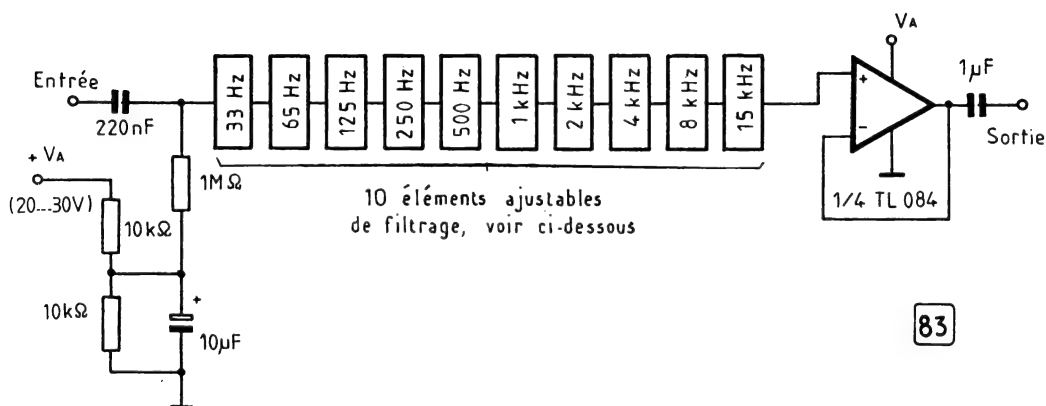 VA
Entrée
220nF
33 Hz
65 Hz
125 Hz
250 Hz
500 Hz
1 kHz
2 kHz
4 kHz
8 kHz
15 kHz
+
−
1µF
Sortie
+ VA
(20...30V)
1MΩ
10kΩ
10 éléments ajustables
de filtrage, voir ci-dessous
1/4 TL 084
10kΩ
+
10µF
83